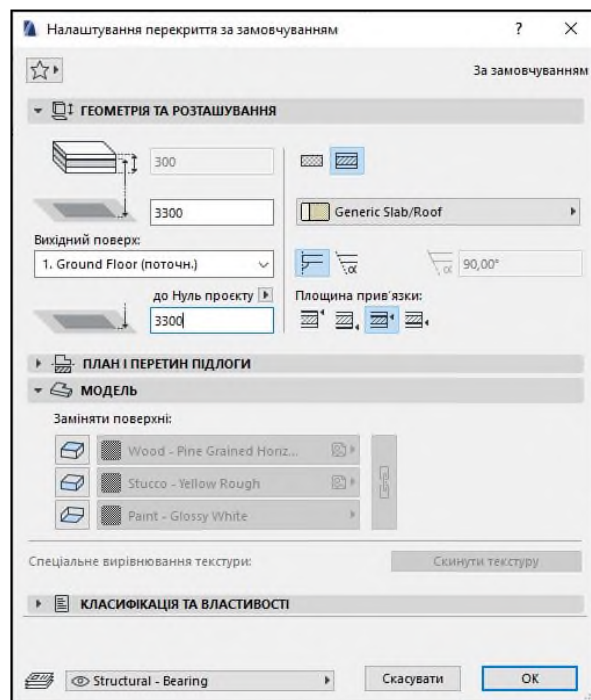 Налаштування перекриття за замовчуванням ? ×
За замовчуванням
ГЕОМЕТРІЯ ТА РОЗТАШУВАННЯ
300
3300
Generic Slab/Roof
Вихідний поверх:
1. Ground Floor (поточн.)
α
α 90,00°
до Нуль проєкту
Площина прив'язки:
3300
ПЛАН І ПЕРЕТИН ПІДЛОГИ
МОДЕЛЬ
Заміняти поверхні:
Wood - Pine Grained Horiz...
Stucco - Yellow Rough
Paint - Glossy White
Спеціальне вирівнювання текстури:
Скинути текстуру
КЛАСИФІКАЦІЯ ТА ВЛАСТИВОСТІ
Structural - Bearing
Скасувати
OK